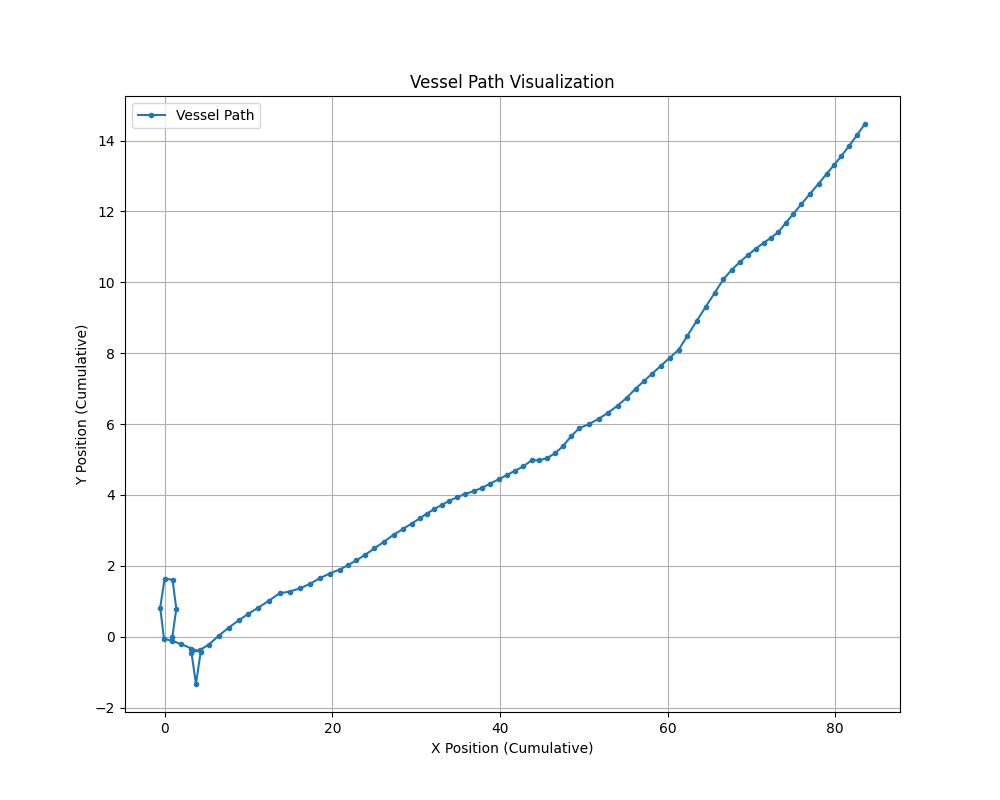 Vessel Path Visualization
Vessel Path
Y Position (Cumulative)
14
12
10
8
6
4
2
0
−2
0 20 40 60 80
X Position (Cumulative)